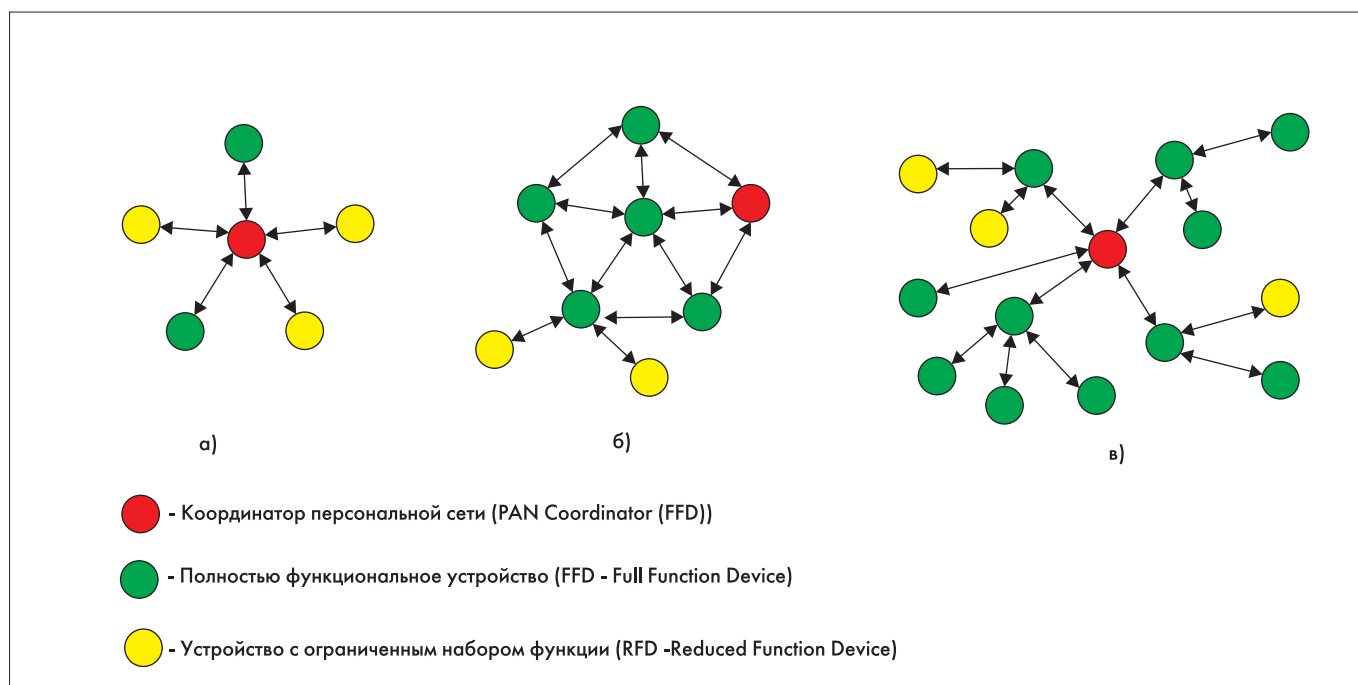 а)
б)
в)
- Координатор персональной сети (PAN Coordinator (FFD))
- Полностью функциональное устройство (FFD - Full Function Device)
- Устройство с ограниченным набором функции (RFD -Reduced Function Device)